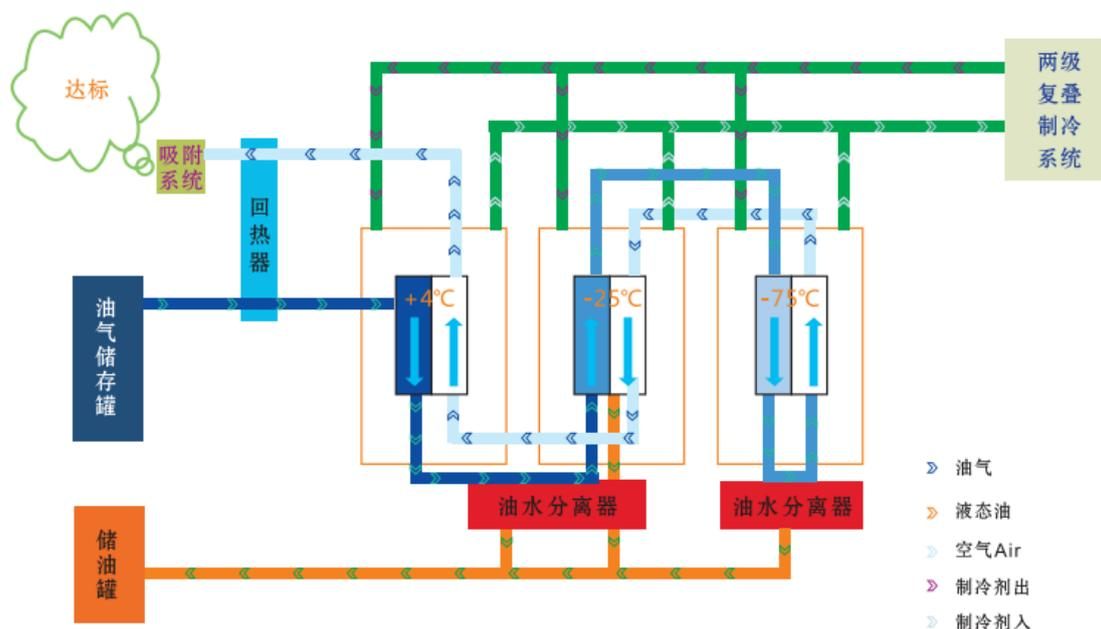 达标
吸附
系统
回热器
油气储存罐
储油罐
两级
复叠
制冷
系统
+4℃
-25℃
-75℃
油水分离器
油水分离器
油气
液态油
空气Air
制冷剂出
制冷剂入